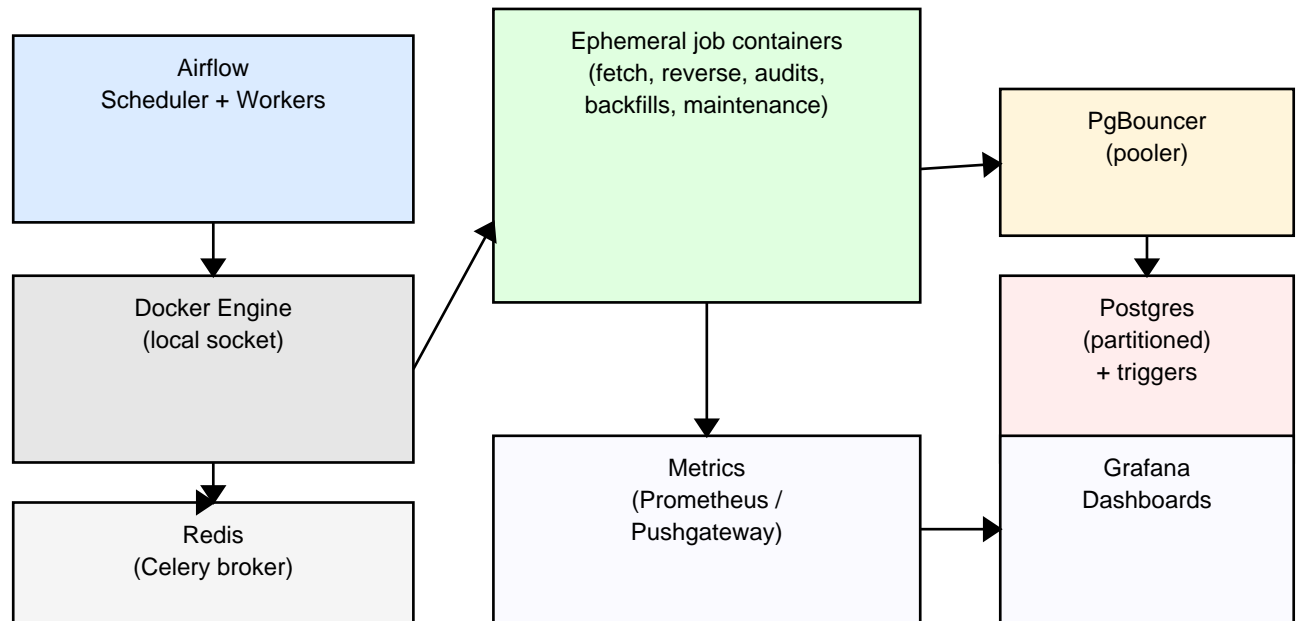 Airflow
Scheduler + Workers
Ephemeral job containers
(fetch, reverse, audits,
backfills, maintenance)
PgBouncer
(pooler)
Docker Engine
(local socket)
Postgres
(partitioned)
+ triggers
Redis
(Celery broker)
Metrics
(Prometheus /
Pushgateway)
Grafana
Dashboards